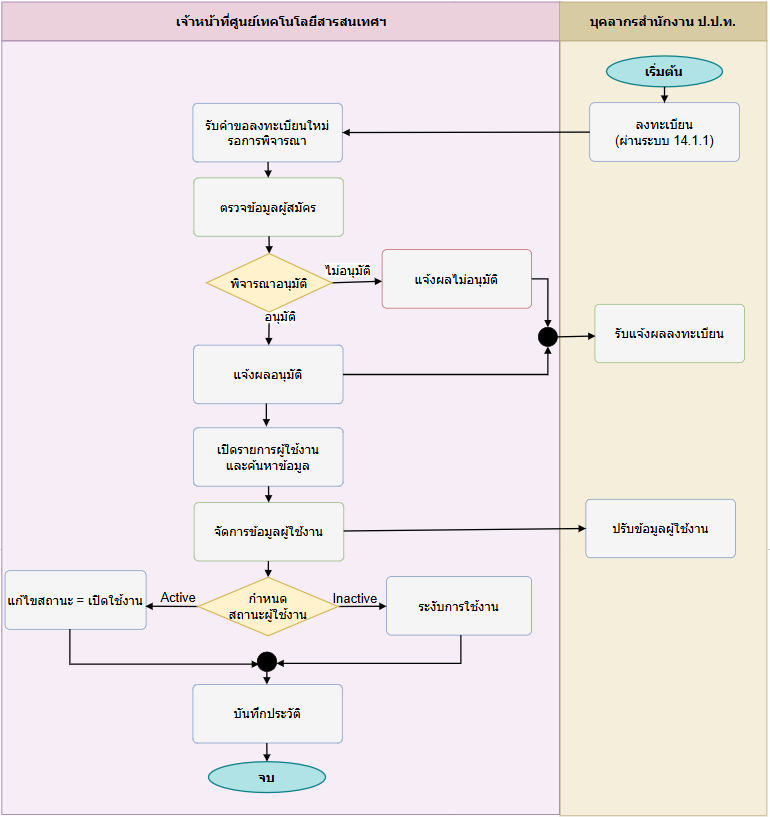 เจ้าหน้าที่ศูนย์เทคโนโลยีสารสนเทศฯ
บุคลากรสำนักงาน ป.ป.ท.
เริ่มต้น
ลงทะเบียน
(ผ่านระบบ 14.1.1)
รับคำขอลงทะเบียนใหม่
รอการพิจารณา
ตรวจข้อมูลผู้สมัคร
พิจารณาอนุมัติ
ไม่อนุมัติ
แจ้งผลไม่อนุมัติ
อนุมัติ
รับแจ้งผลลงทะเบียน
แจ้งผลอนุมัติ
เปิดรายการผู้ใช้งาน
และค้นหาข้อมูล
จัดการข้อมูลผู้ใช้งาน
ปรับข้อมูลผู้ใช้งาน
แก้ไขสถานะ = เปิดใช้งาน
Active
กำหนด
สถานะผู้ใช้งาน
Inactive
ระงับการใช้งาน
บันทึกประวัติ
จบ